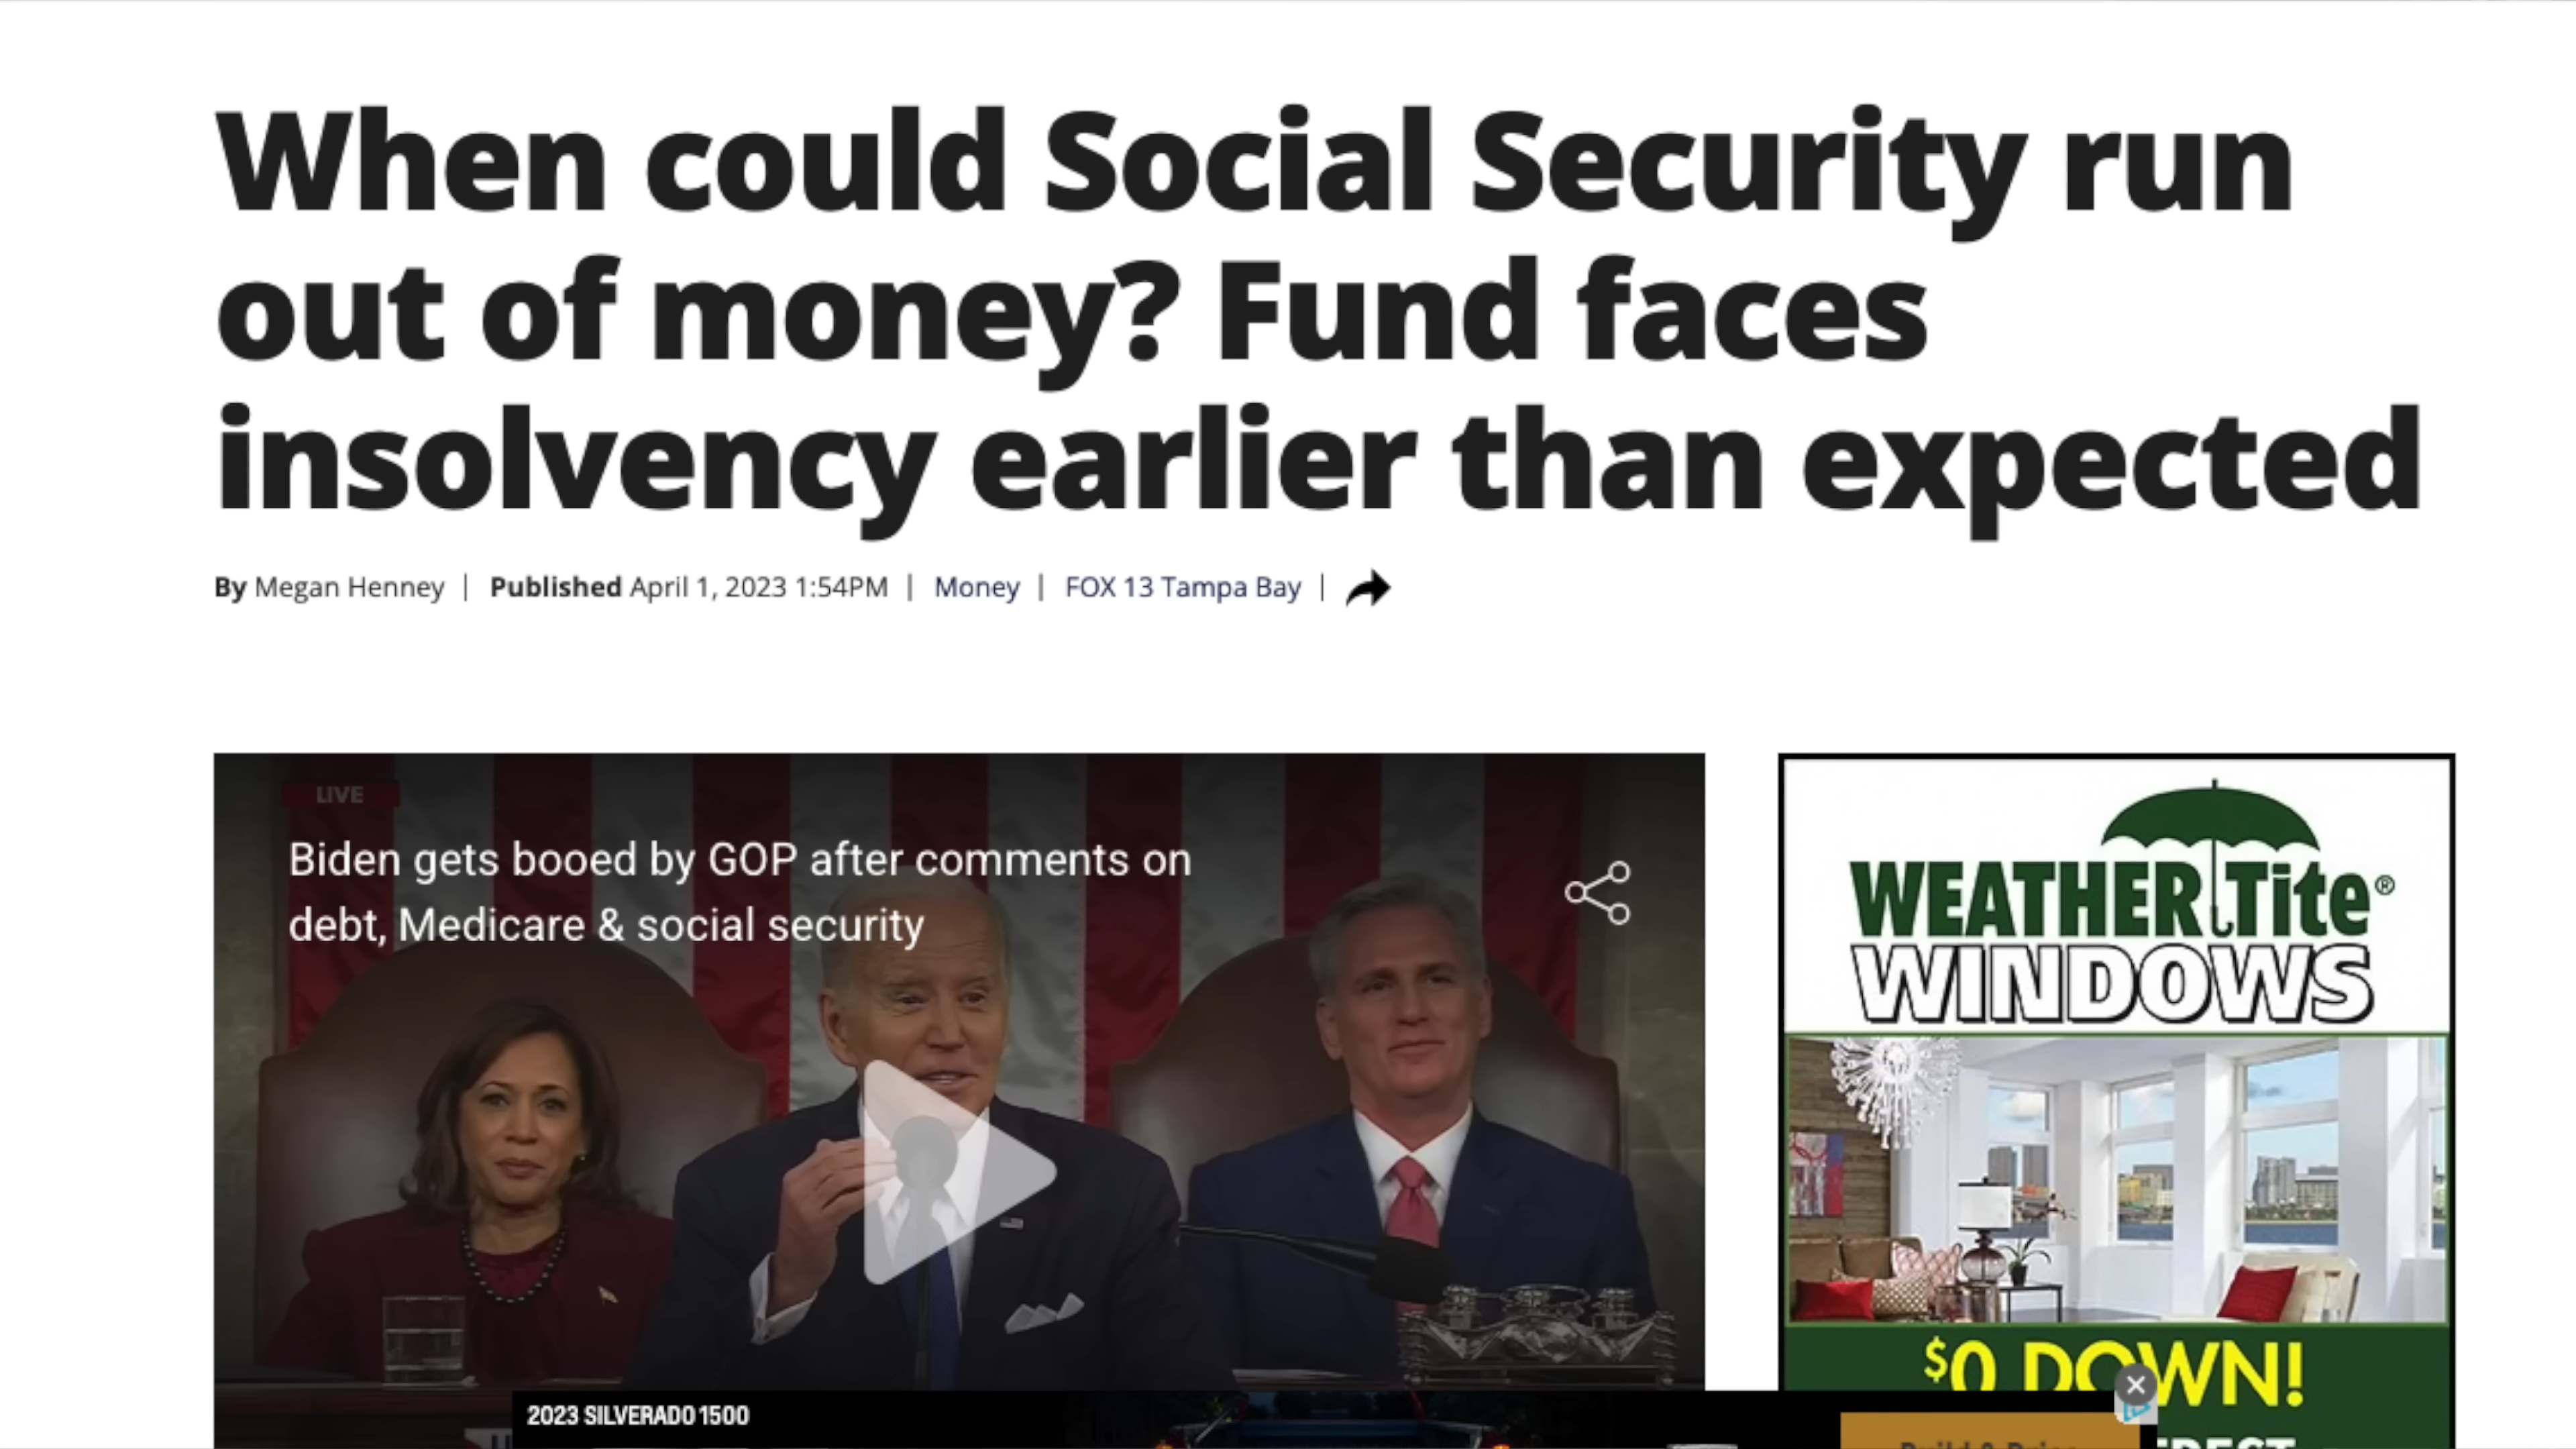 When could Social Security run
out of money? Fund faces
insolvency earlier than expected
By Megan Henney | Published April 1, 2023 1:54PM | Money | FOX 13 Tampa Bay |
LIVE
Biden gets booed by GOP after comments on
debt, Medicare & social security
WEATHER Tite®
WINDOWS
$0 DOWN!
2023 SILVERADO 1500